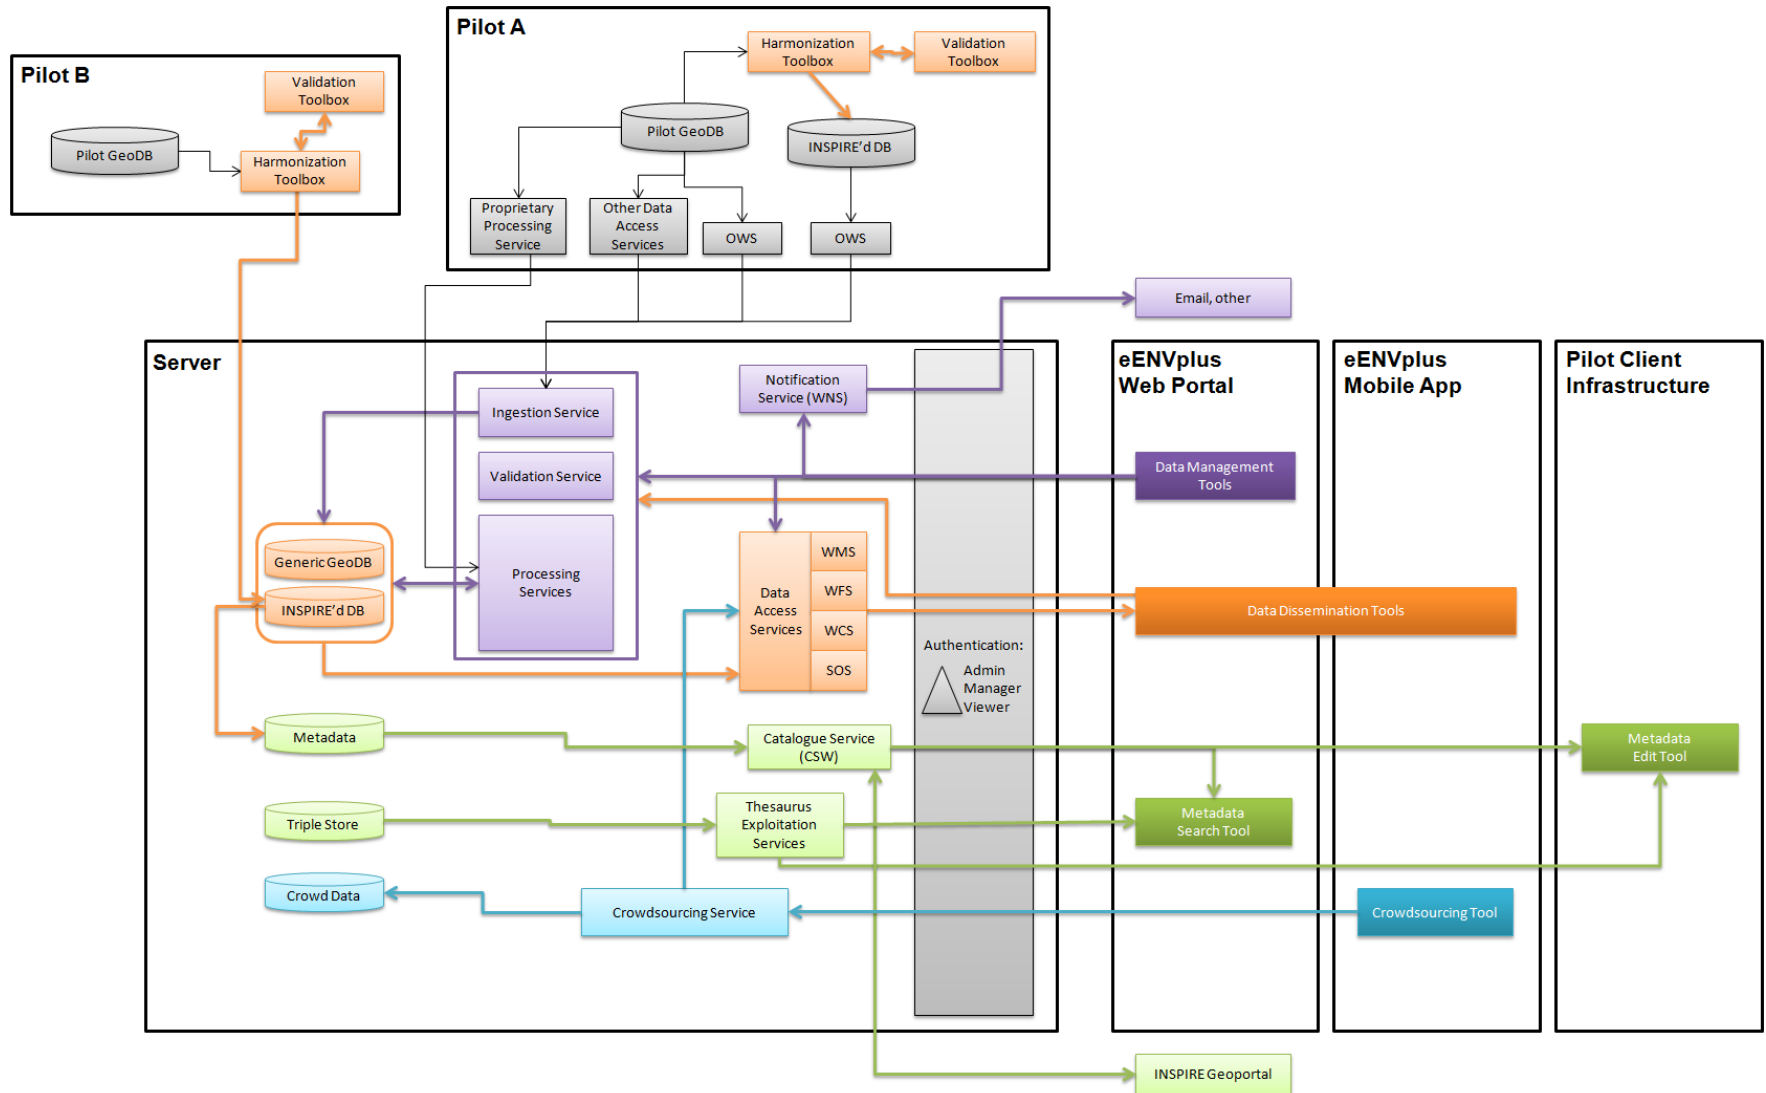 Pilot A
Harmonization
Toolbox
Validation
Toolbox
Pilot GeoDB
INSPIRE'd DB
Proprietary
Processing
Service
Other Data
Access
Services
OWS
OWS
Pilot B
Validation
Toolbox
Pilot GeoDB
Harmonization
Toolbox
Email, other
Server
Notification
Service (WNS)
Ingestion Service
Validation Service
Processing
Services
Generic GeoDB
INSPIRE'd DB
Data
Access
Services
WMS
WFS
WCS
SOS
Authentication:
Admin
Manager
Viewer
Metadata
Catalogue Service
(CSW)
Triple Store
Thesaurus
Exploitation
Services
Crowd Data
Crowdsourcing Service
eENVplus
Web Portal
eENVplus
Mobile App
Pilot Client
Infrastructure
Data Management
Tools
Data Dissemination Tools
Metadata
Edit Tool
Metadata
Search Tool
Crowdsourcing Tool
INSPIRE Geoportal